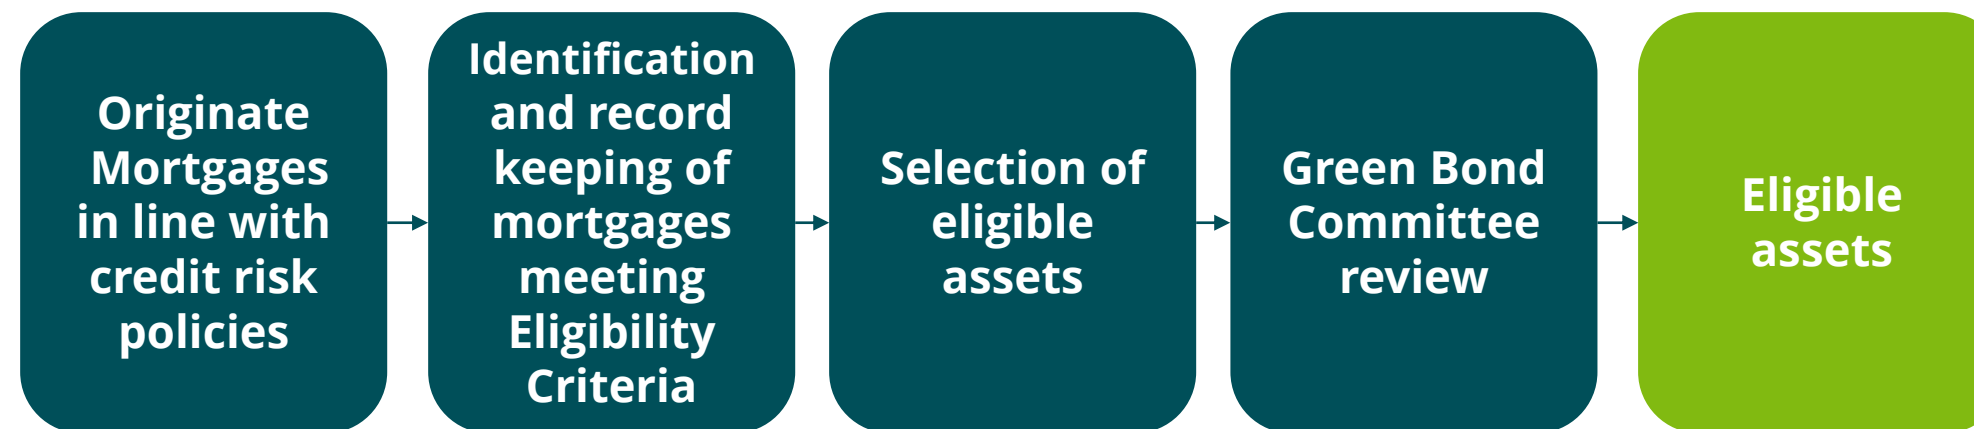 Originate
Mortgages
in line with
credit risk
policies
Identification
and record
keeping of
mortgages
meeting
Eligibility
Criteria
Selection of
eligible
assets
Green Bond
Committee
review
Eligible
assets